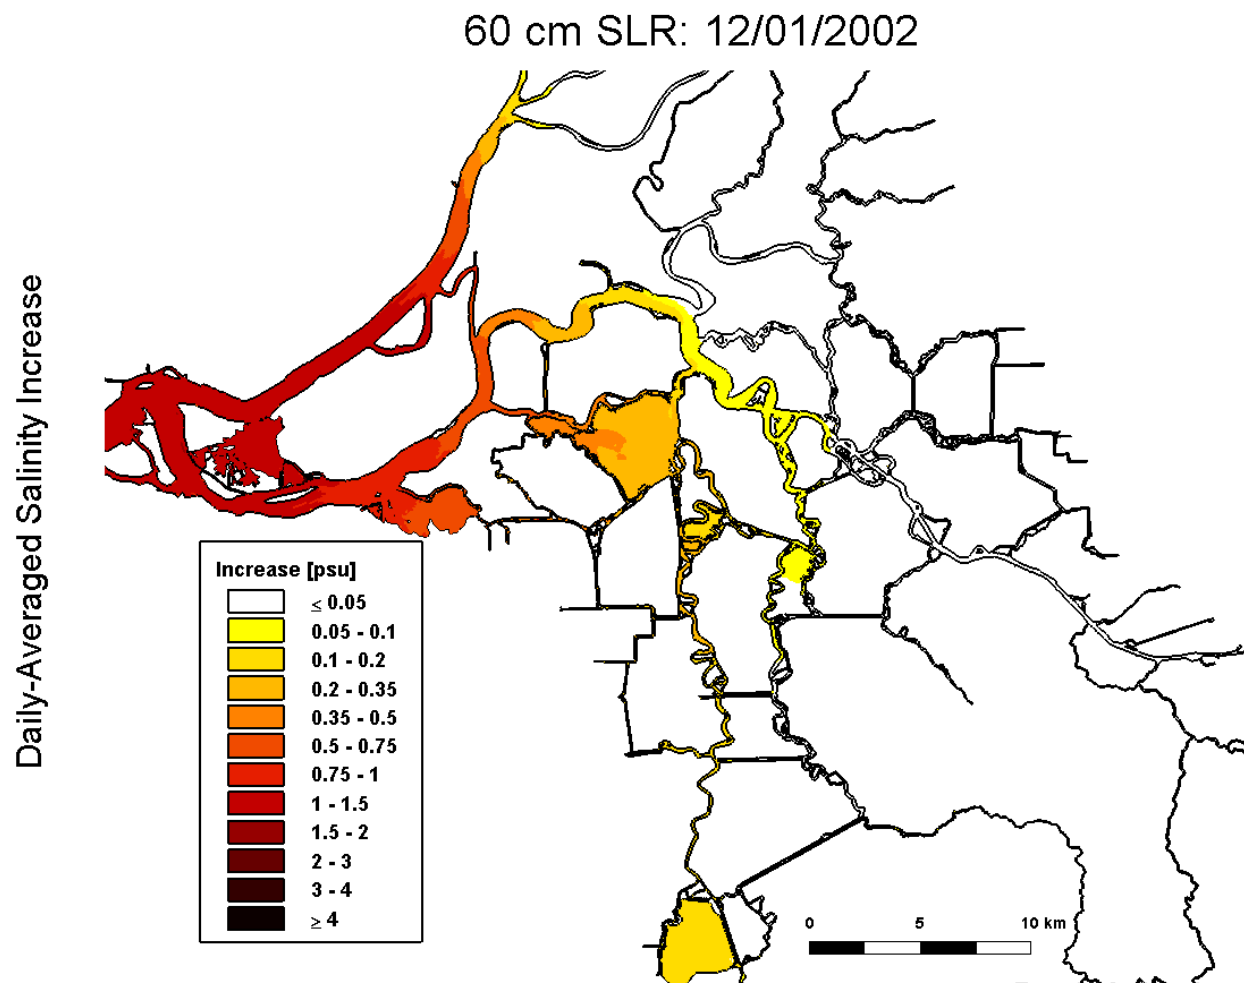 60 cm SLR: 12/01/2002
Daily-Averaged Salinity Increase
Increase [psu]
≤ 0.05
0.05 - 0.1
0.1 - 0.2
0.2 - 0.35
0.35 - 0.5
0.5 - 0.75
0.75 - 1
1 - 1.5
1.5 - 2
2 - 3
3 - 4
≥ 4
0 5 10 km